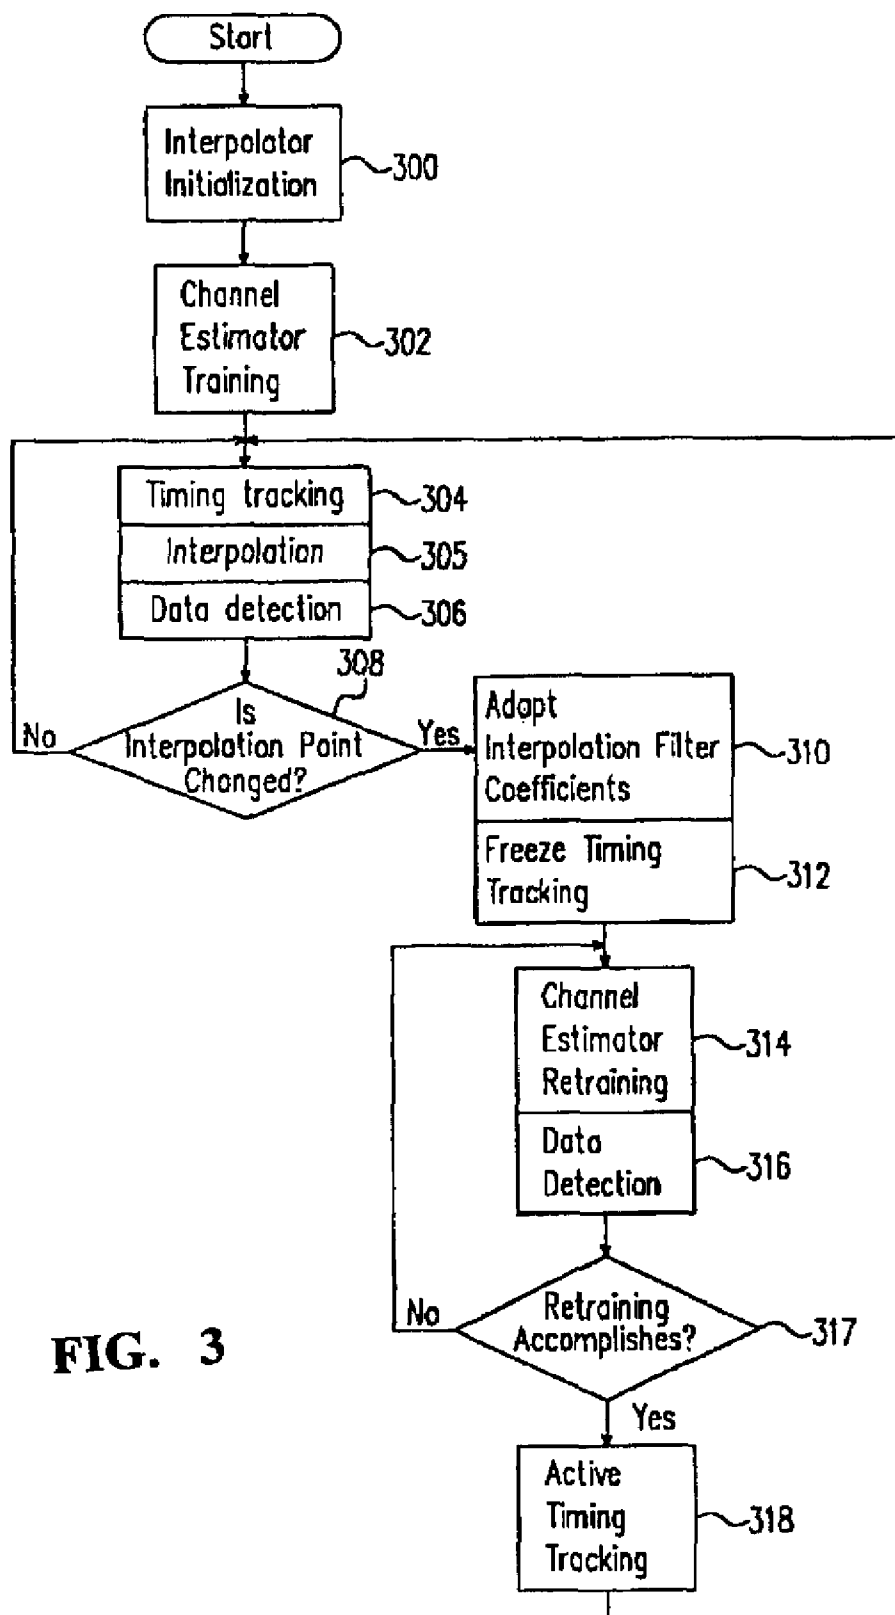 Start
Interpolator
Initialization
300
Channel
Estimator
Training
302
Timing tracking
304
Interpolation
305
Data detection
306
308
Is
Interpolation Point
Changed?
No
Yes
Adopt
Interpolation Filter
Coefficients
310
Freeze Timing
Tracking
312
Channel
Estimator
Retraining
314
Data
Detection
316
Retraining
Accomplishes?
317
No
Yes
Active
Timing
Tracking
318
FIG. 3